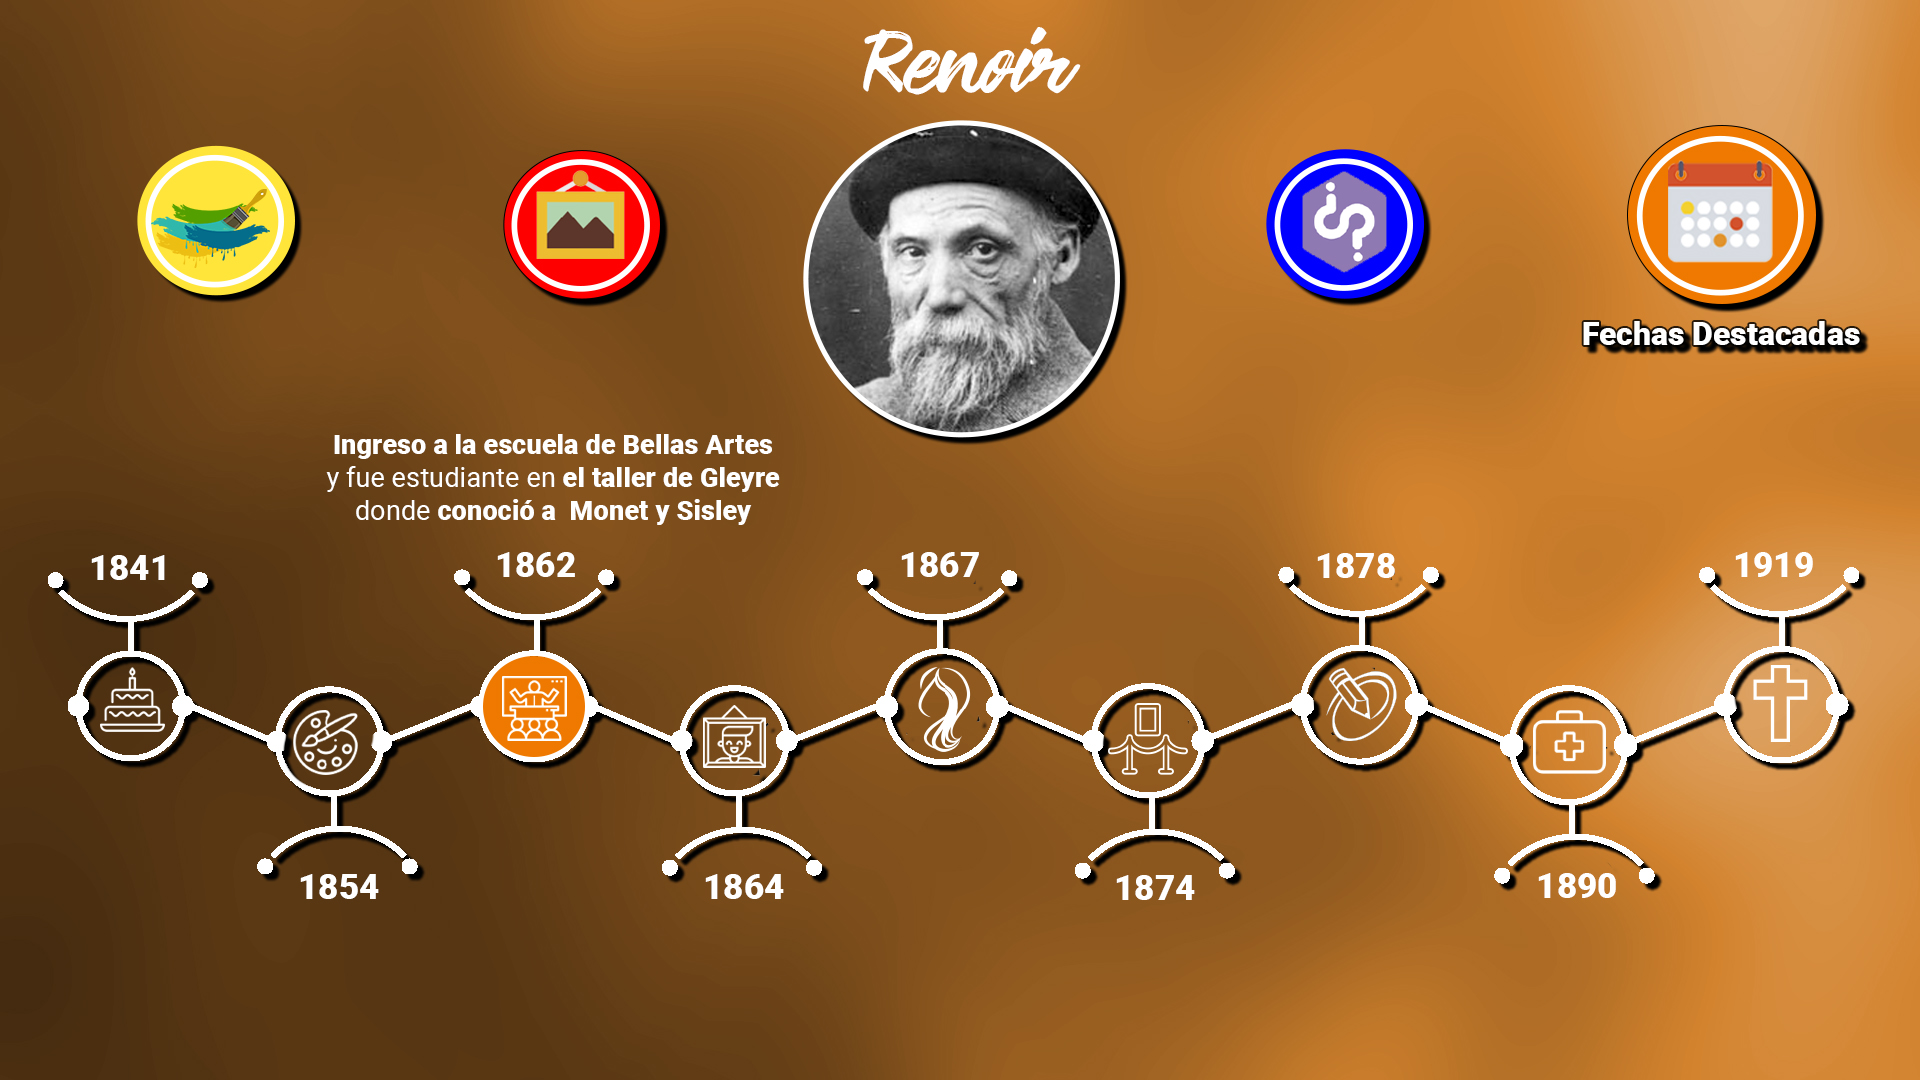 Renoir
Fechas Destacadas
Ingreso a la escuela de Bellas Artes
y fue estudiante en el taller de Gleyre
donde conoció a Monet y Sisley
1841
1862
1867
1878
1919
1854
1864
1874
1890